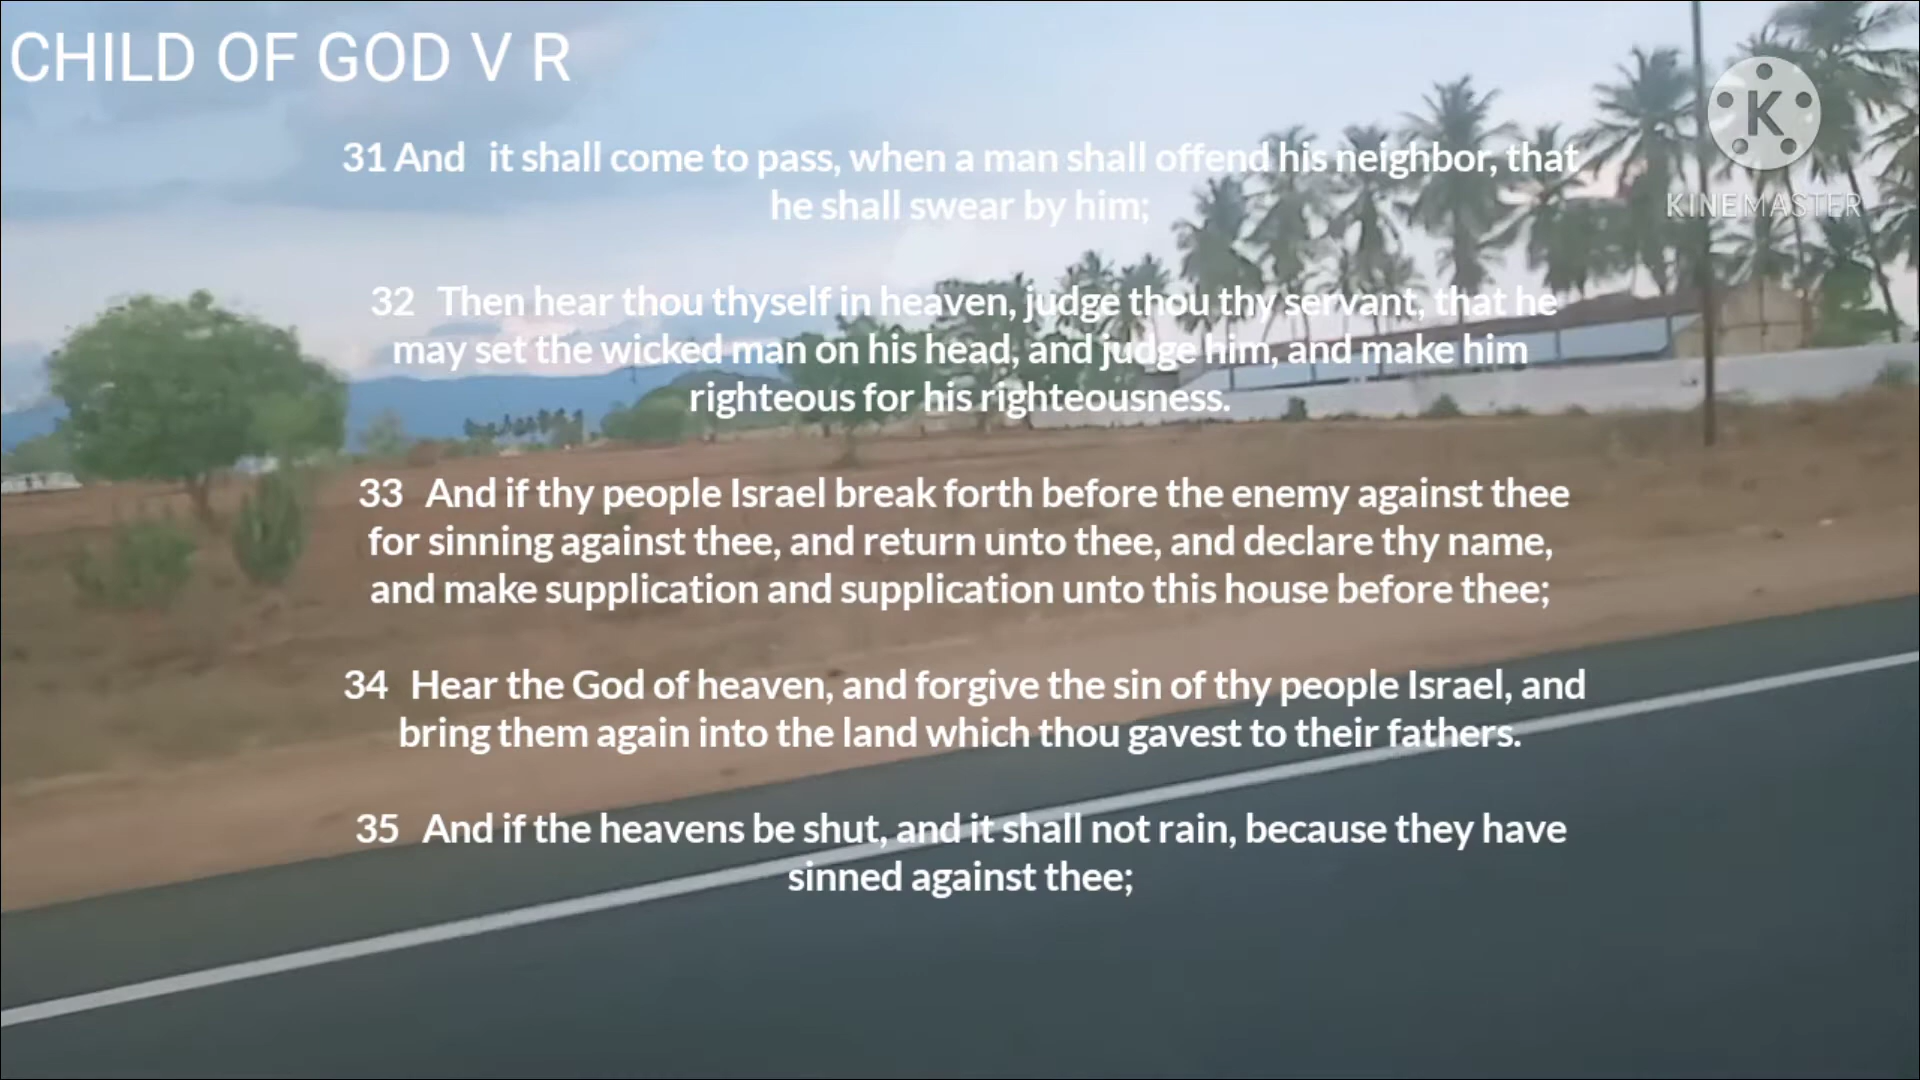 CHILD OF GOD V R
K
KINEMASTER
31 And it shall come to pass, when a man shall offend his neighbor, that
he shall swear by him;
32 Then hear thou thyself in heaven, judge thou thy servant, that he
may set the wicked man on his head, and judge him, and make him
righteous for his righteousness.
33 And if thy people Israel break forth before the enemy against thee
for sinning against thee, and return unto thee, and declare thy name,
and make supplication and supplication unto this house before thee;
34 Hear the God of heaven, and forgive the sin of thy people Israel, and
bring them again into the land which thou gavest to their fathers.
35 And if the heavens be shut, and it shall not rain, because they have
sinned against thee;